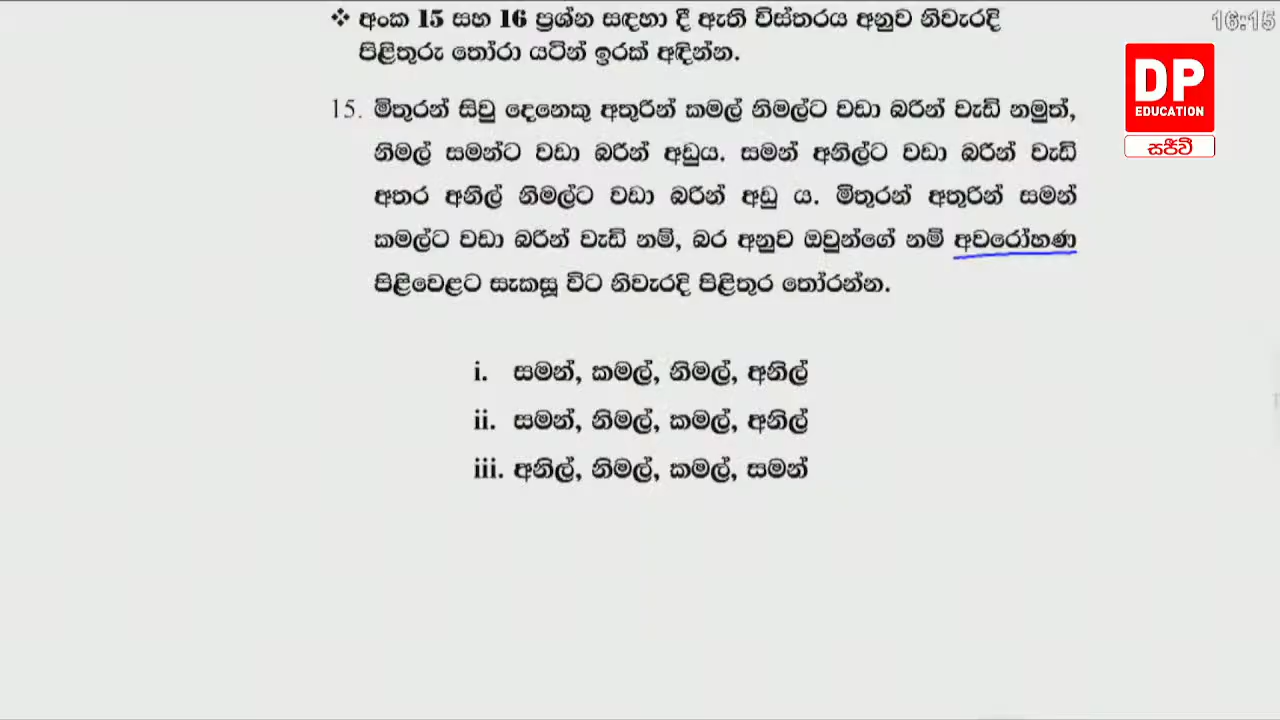 ❖ අංක 15 සහ 16 ප්‍රශ්න සඳහා දී ඇති විස්තරය අනුව නිවැරදි
පිළිතුරු තෝරා යටින් ඉරක් අඳින්න.
16:15
DP
EDUCATION
සජීවී
15. මිතුරන් සිවු දෙනෙකු අතුරින් කමල් නිමල්ට වඩා බරින් වැඩි නමුත්,
නිමල් සමන්ට වඩා බරින් අඩුය. සමන් අනිල්ට වඩා බරින් වැඩි
අතර අනිල් නිමල්ට වඩා බරින් අඩු ය. මිතුරන් අතුරින් සමන්
කමල්ට වඩා බරින් වැඩි නම්, බර අනුව ඔවුන්ගේ නම් අවරෝහණ
පිළිවෙළට සැකසූ විට නිවැරදි පිළිතුර තෝරන්න.
i. සමන්, කමල්, නිමල්, අනිල්
ii. සමන්, නිමල්, කමල්, අනිල්
iii. අනිල්, නිමල්, කමල්, සමන්